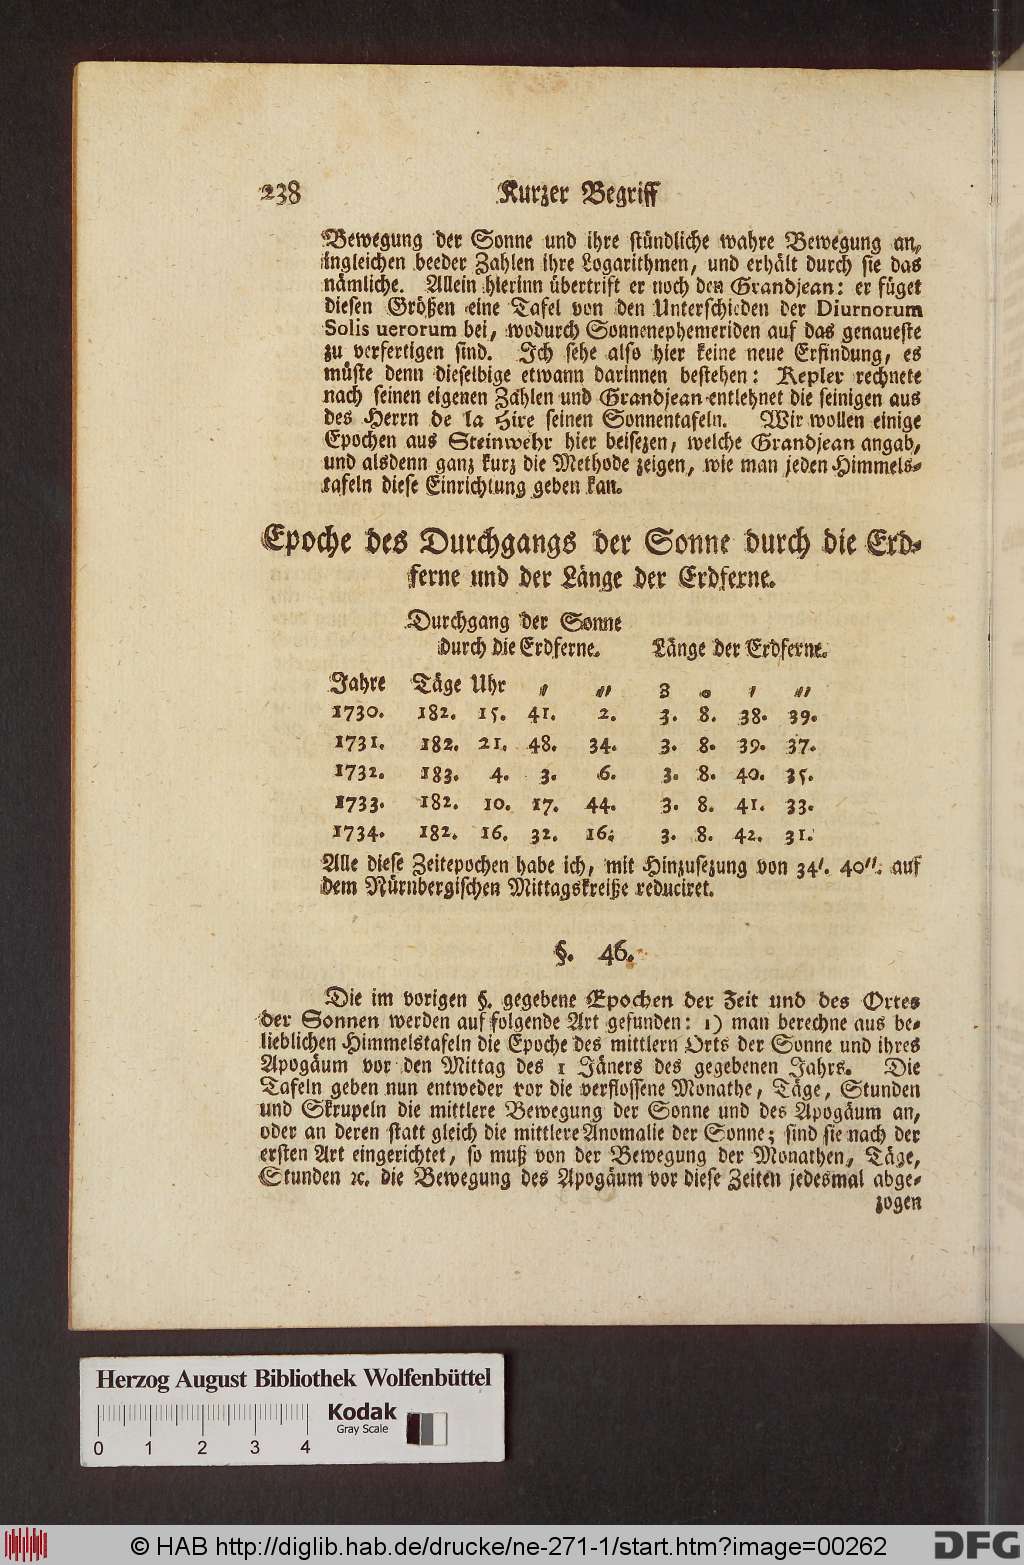 238 Kurzer Begriff
Bewegung der Sonne und ihre stündliche wahre Bewegung an,
ingleichen beeder Zahlen ihre Logarithmen, und erhält durch sie das
nämliche. Allein hierinn übertrift er noch den Grandjean: er füget
diesen Größen eine Tafel von den Unterschieden der Diurnorum
Solis uerorum bei, wodurch Sonnenephemeriden auf das genaueste
zu verfertigen sind. Ich sehe also hier keine neue Erfindung, es
müste denn dieselbige etwann darinnen bestehen: Kepler rechnete
nach seinen eigenen Zahlen und Grandjean entlehnet die seinigen aus
des Herrn de la Hire seinen Sonnentafeln. Wir wollen einige
Epochen aus Steinwehr hier beisezen, welche Grandjean angab,
und alsdenn ganz kurz die Methode zeigen, wie man jeden Himmels-
tafeln diese Einrichtung geben kan.
Epoche des Durchgangs der Sonne durch die Erd-
ferne und der Länge der Erdferne.
Durchgang der Sonne
durch die Erdferne. Länge der Erdferne.
Jahre Täge Uhr ′ ″ 3 ° ′ ″
1730. 182. 15. 41. 2. 3. 8. 38. 39.
1731. 182. 21. 48. 34. 3. 8. 39. 37.
1732. 183. 4. 3. 6. 3. 8. 40. 35.
1733. 182. 10. 17. 44. 3. 8. 41. 33.
1734. 182. 16. 32. 16. 3. 8. 42. 31.
Alle diese Zeitepochen habe ich, mit Hinzusezung von 34′. 40″. auf
dem Nürnbergischen Mittagskreiße reduciret.
§. 46.
Die im vorigen §. gegebene Epochen der Zeit und des Ortes
der Sonnen werden auf folgende Art gefunden: 1) man berechne aus be-
lieblichen Himmelstafeln die Epoche des mittlern Orts der Sonne und ihres
Apogäum vor den Mittag des 1 Jäners des gegebenen Jahrs. Die
Tafeln geben nun entweder vor die verflossene Monathe, Täge, Stunden
und Skrupeln die mittlere Bewegung der Sonne und des Apogäum an,
oder an deren statt gleich die mittlere Anomalie der Sonne; sind sie nach der
ersten Art eingerichtet, so muß von der Bewegung der Monathen, Täge,
Stunden ꝛc. die Bewegung des Apogäum vor diese Zeiten jedesmal abge-
zogen
Herzog August Bibliothek Wolfenbüttel
Kodak
Gray Scale
0 1 2 3 4
© HAB http://diglib.hab.de/drucke/ne-271-1/start.htm?image=00262
DFG